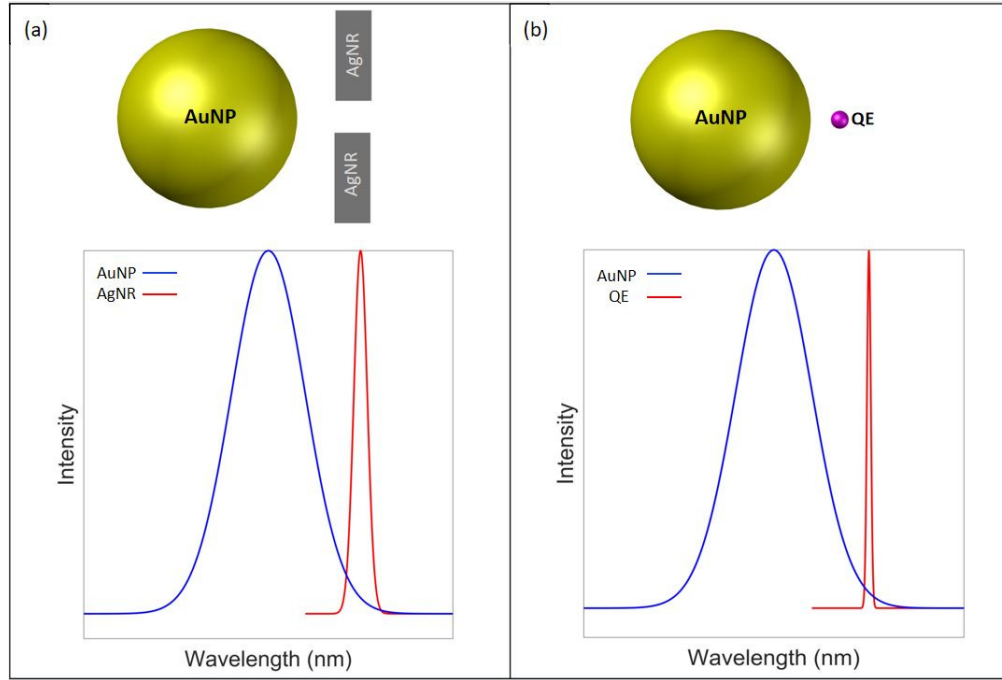 (a)
AuNP
AgNR
AgNR
AuNP
AgNR
Intensity
Wavelength (nm)
(b)
AuNP
QE
AuNP
QE
Intensity
Wavelength (nm)